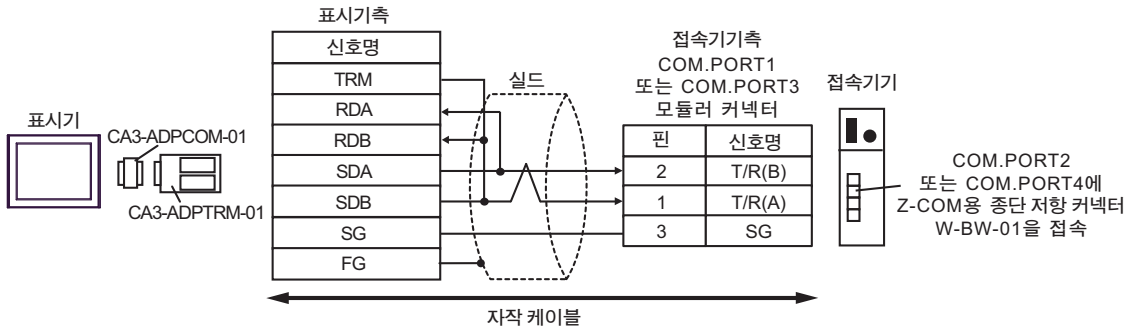 표시기
CA3-ADPCOM-01
CA3-ADPTRM-01
표시기측
신호명
TRM
RDA
RDB
SDA
SDB
SG
FG
실드
접속기기측
COM.PORT1
또는 COM.PORT3
모듈러 커넥터
핀 신호명
2 T/R(B)
1 T/R(A)
3 SG
접속기기
COM.PORT2
또는 COM.PORT4에
Z-COM용 종단 저항 커넥터
W-BW-01을 접속
자작 케이블